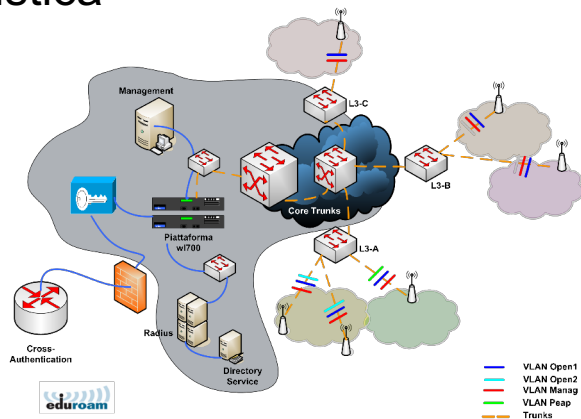 Management
L3-C
L3-B
Core Trunks
Piattaforma
wl700
L3-A
Radius
Cross-
Authentication
Directory
Service
eduroam
VLAN Open1
VLAN Open2
VLAN Manag
VLAN Peap
Trunks